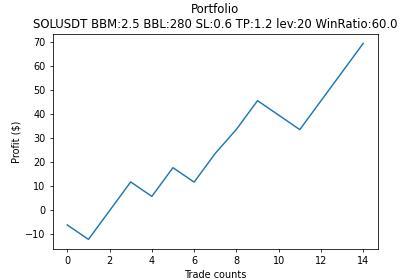 Portfolio
SOLUSDT BBM:2.5 BBL:280 SL:0.6 TP:1.2 lev:20 WinRatio:60.0
70
60
50
40
30
20
10
0
−10
Profit ($)
0 2 4 6 8 10 12 14
Trade counts